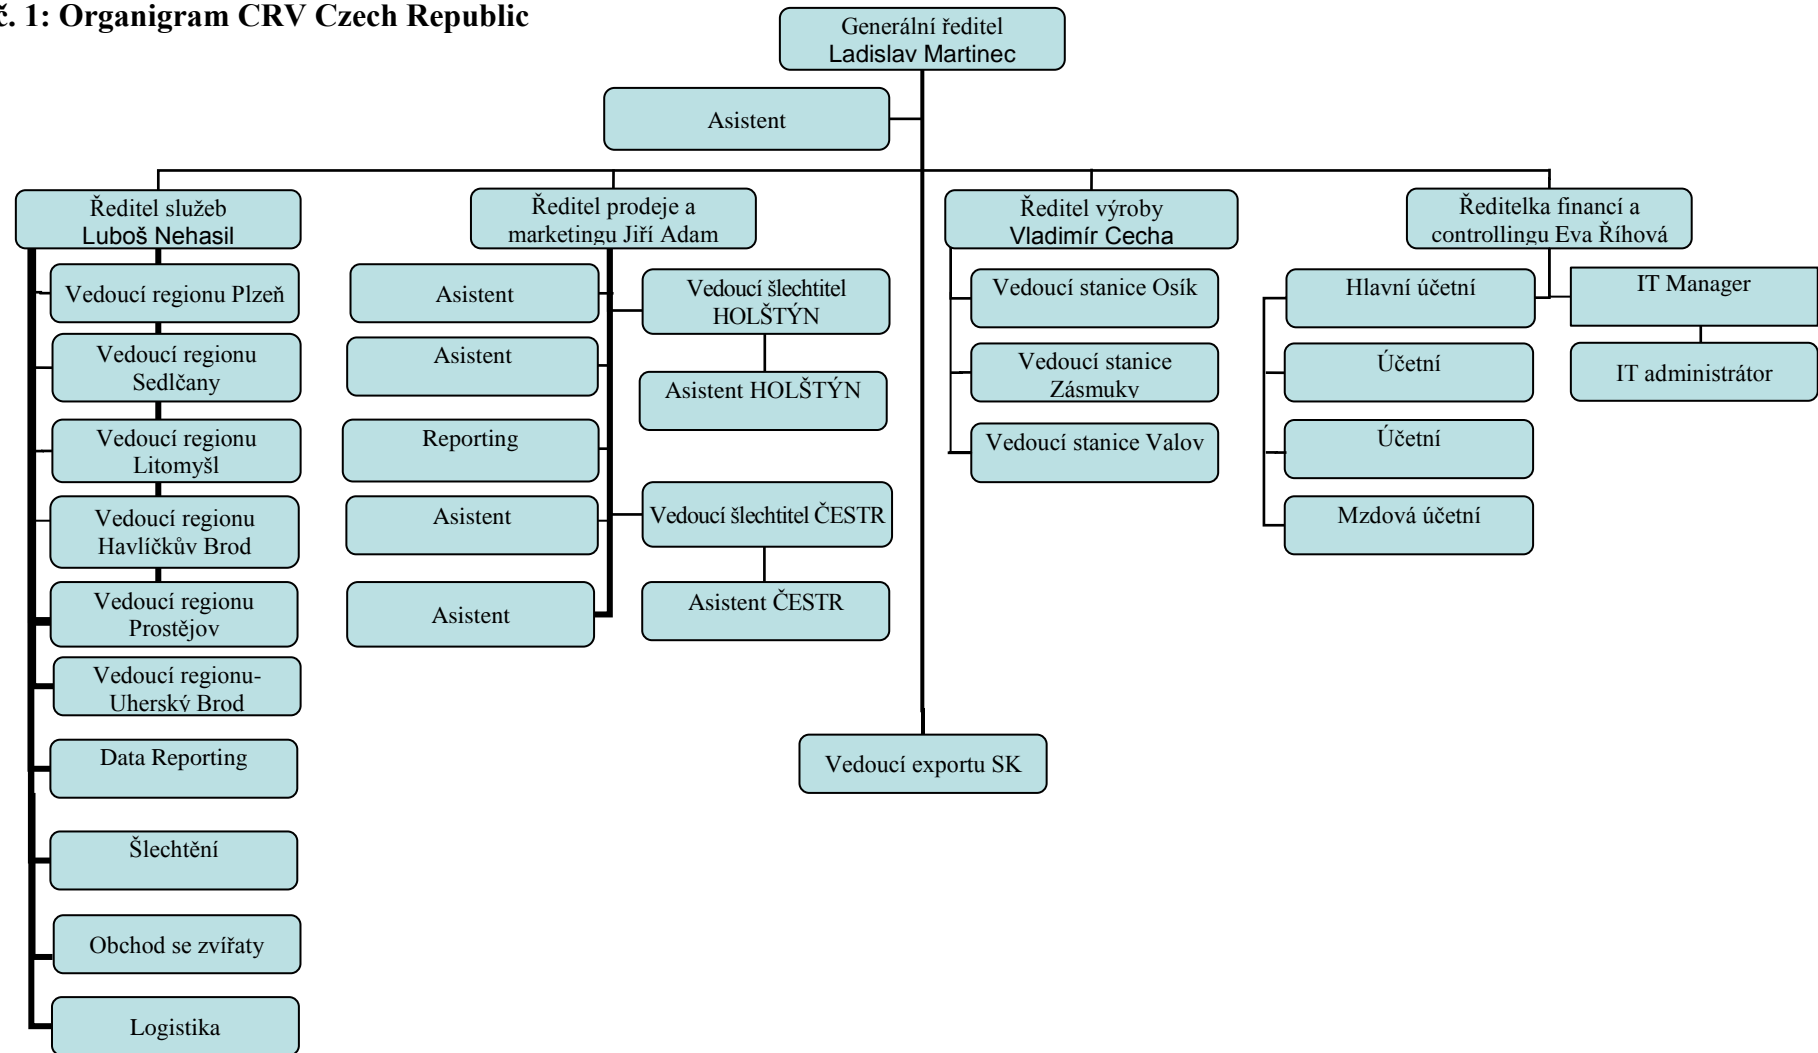 č. 1: Organigram CRV Czech Republic
Generální ředitel
Ladislav Martinec
Asistent
Ředitel služeb
Luboš Nehasil
Ředitel prodeje a
marketingu Jiří Adam
Ředitel výroby
Vladimír Cecha
Ředitelka financí a
controllingu Eva Říhová
Vedoucí regionu Plzeň
Vedoucí regionu
Sedlčany
Vedoucí regionu
Litomyšl
Vedoucí regionu
Havlíčkův Brod
Vedoucí regionu
Prostějov
Vedoucí regionu-
Uherský Brod
Data Reporting
Šlechtění
Obchod se zvířaty
Logistika
Asistent
Asistent
Reporting
Asistent
Asistent
Vedoucí šlechtitel
HOLŠTÝN
Asistent HOLŠTÝN
Vedoucí šlechtitel ČESTR
Asistent ČESTR
Vedoucí exportu SK
Vedoucí stanice Osík
Vedoucí stanice
Zásmuky
Vedoucí stanice Valov
Hlavní účetní
Účetní
Účetní
Mzdová účetní
IT Manager
IT administrátor